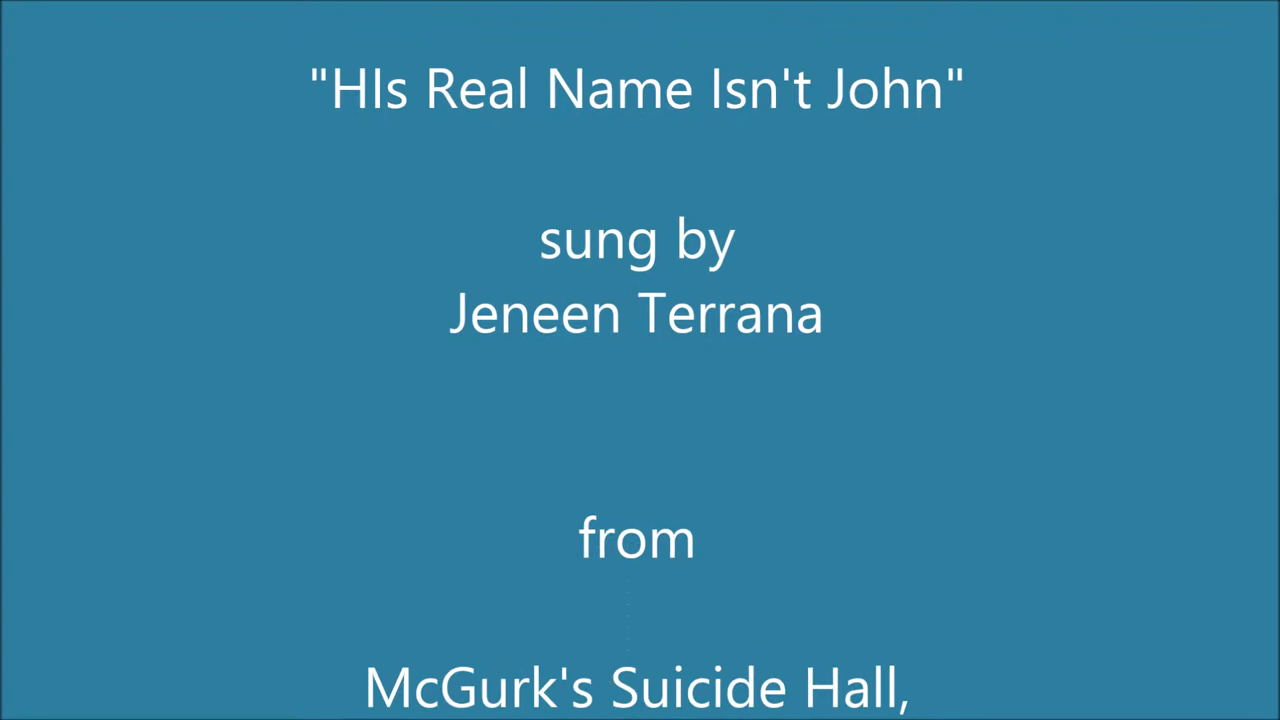 "HIs Real Name Isn't John"
sung by
Jeneen Terrana
from
McGurk's Suicide Hall,